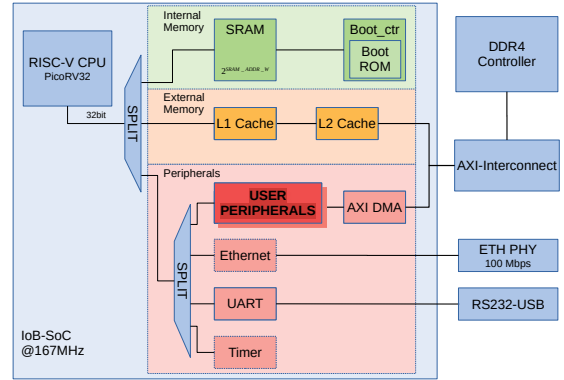 Internal
Memory
SRAM
2^SRAM_ADDR_W
Boot_ctr
Boot
ROM
RISC-V CPU
PicoRV32
32bit
SPLIT
External
Memory
L1 Cache
L2 Cache
DDR4
Controller
AXI-Interconnect
Peripherals
USER
PERIPHERALS
AXI DMA
SPLIT
Ethernet
ETH PHY
100 Mbps
UART
RS232-USB
Timer
IoB-SoC
@167MHz